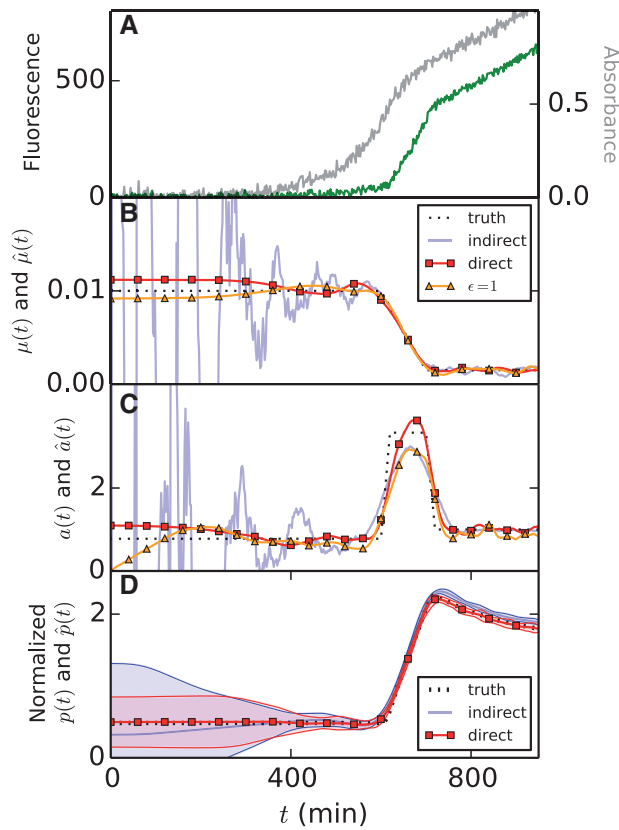 A
Fluorescence
500
0
Absorbance
0.5
0.0
B
μ(t) and μ̂(t)
0.01
0.00
truth
indirect
direct
ϵ=1
C
a(t) and â(t)
2
0
D
Normalized
p(t) and p̂(t)
2
0
truth
indirect
direct
0 400 800
t (min)